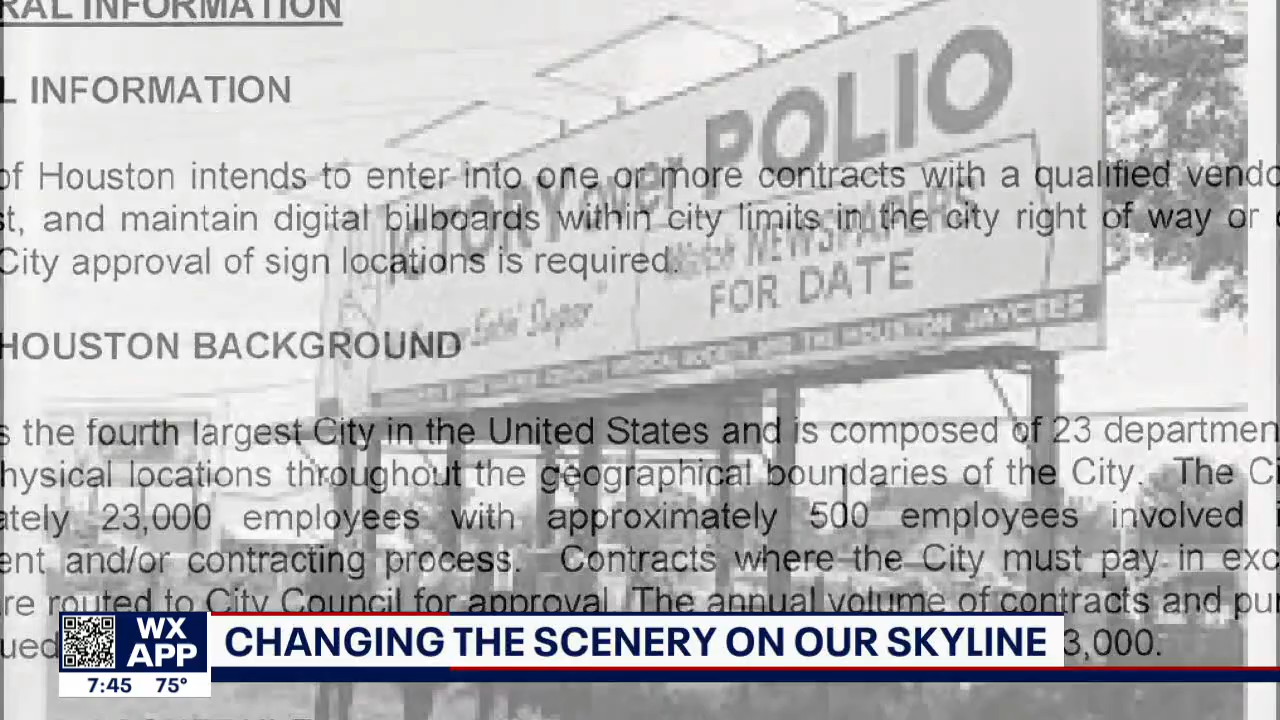 RAL INFORMATION
L INFORMATION
of Houston intends to enter into one or more contracts with a qualified vendo
st, and maintain digital billboards within city limits in the city right of way or
City approval of sign locations is required.
HOUSTON BACKGROUND
s the fourth largest City in the United States and is composed of 23 departmen
hysical locations throughout the geographical boundaries of the City. The Ci
ately 23,000 employees with approximately 500 employees involved
ent and/or contracting process. Contracts where the City must pay in exc
re routed to City Council for approval. The annual volume of contracts and pur
ued
3,000.
VICTORY over POLIO
Watch NEWSPAPERS
FOR DATE
WX
APP
7:45 75°
CHANGING THE SCENERY ON OUR SKYLINE